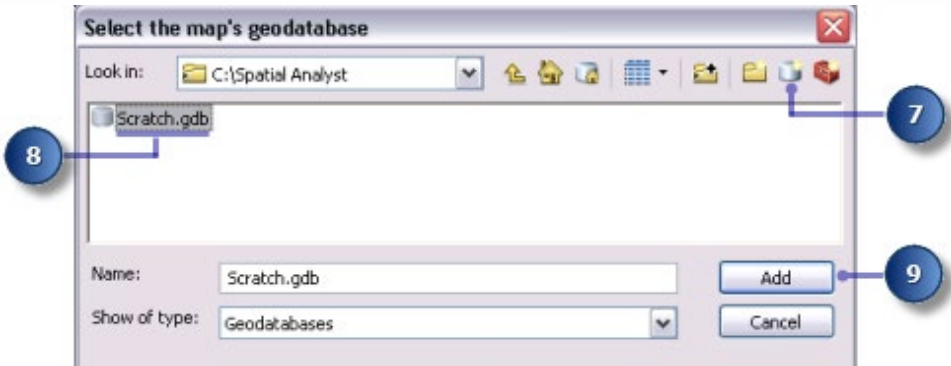 Select the map's geodatabase
Look in: C:\Spatial Analyst
7
Scratch.gdb
8
Name: Scratch.gdb Add
9
Show of type: Geodatabases Cancel